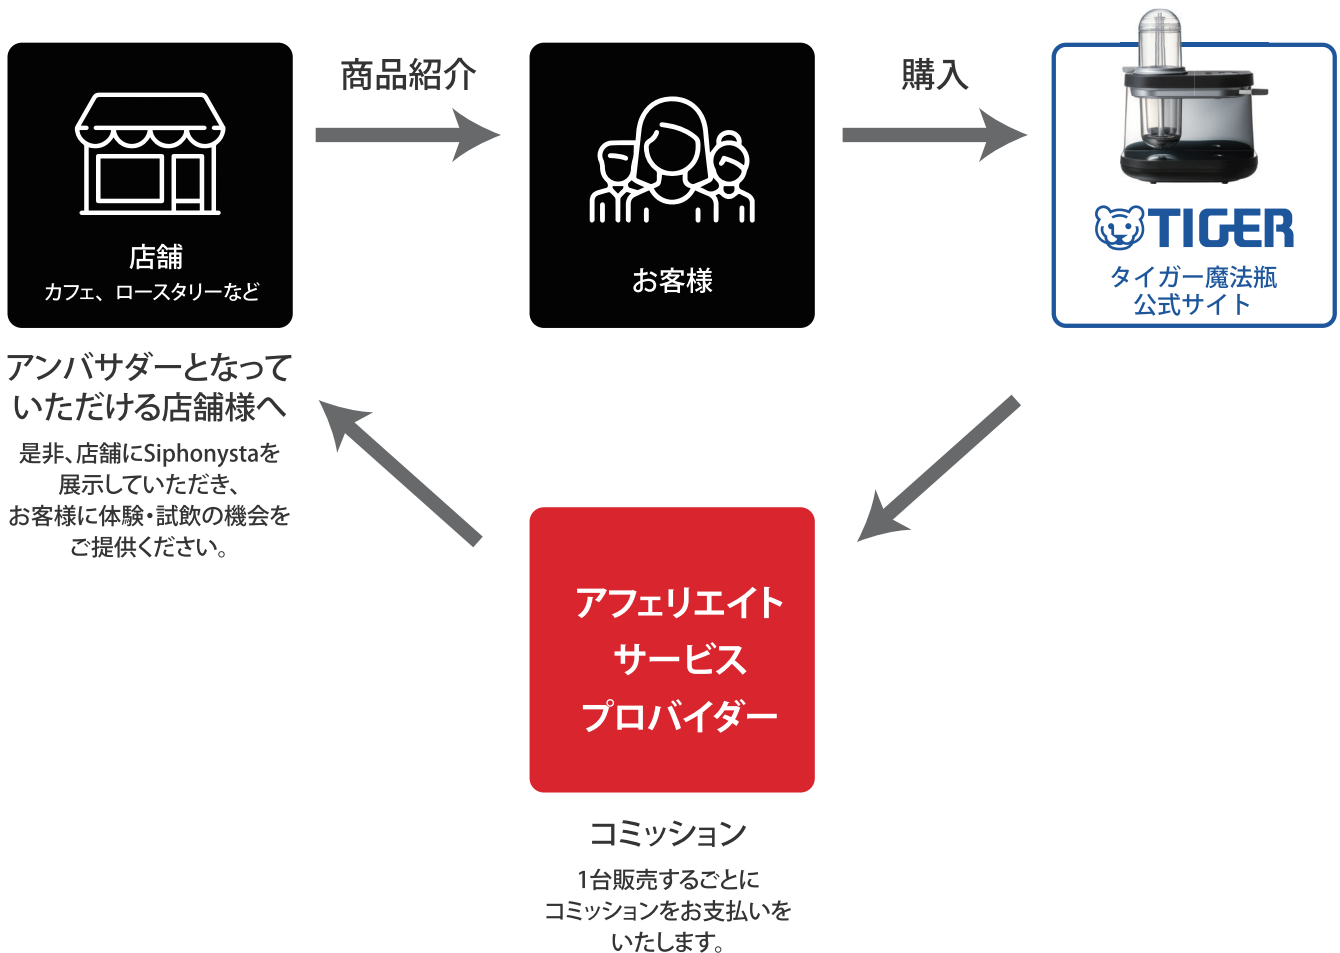 商品紹介
購入
店舗
カフェ、ロースタリーなど
お客様
TIGER
タイガー魔法瓶
公式サイト
アンバサダーとなって
いただける店舗様へ
是非、店舗にSiphonystaを
展示していただき、
お客様に体験・試飲の機会を
ご提供ください。
アフェリエイト
サービス
プロバイダー
コミッション
1台販売するごとに
コミッションをお支払いを
いたします。